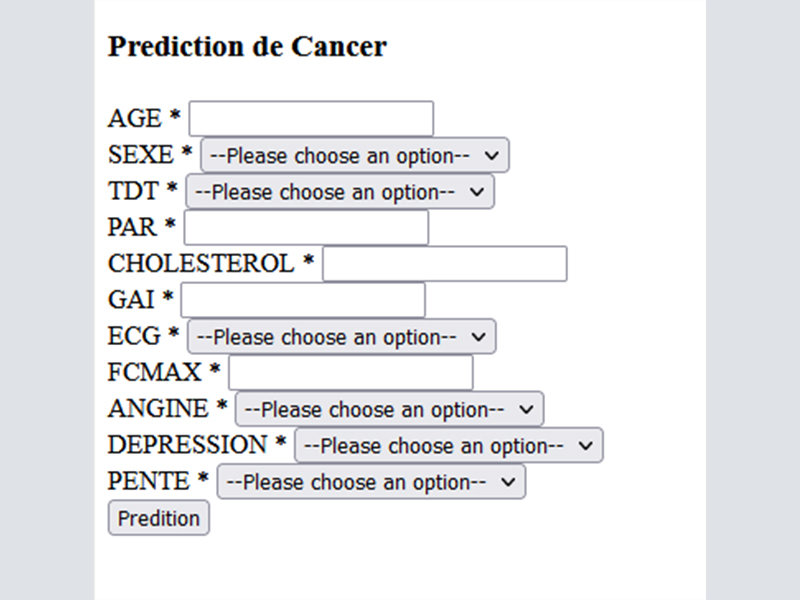 Prediction de Cancer
AGE *
SEXE * --Please choose an option--
TDT * --Please choose an option--
PAR *
CHOLESTEROL *
GAI *
ECG * --Please choose an option--
FCMAX *
ANGINE * --Please choose an option--
DEPRESSION * --Please choose an option--
PENTE * --Please choose an option--
Predition